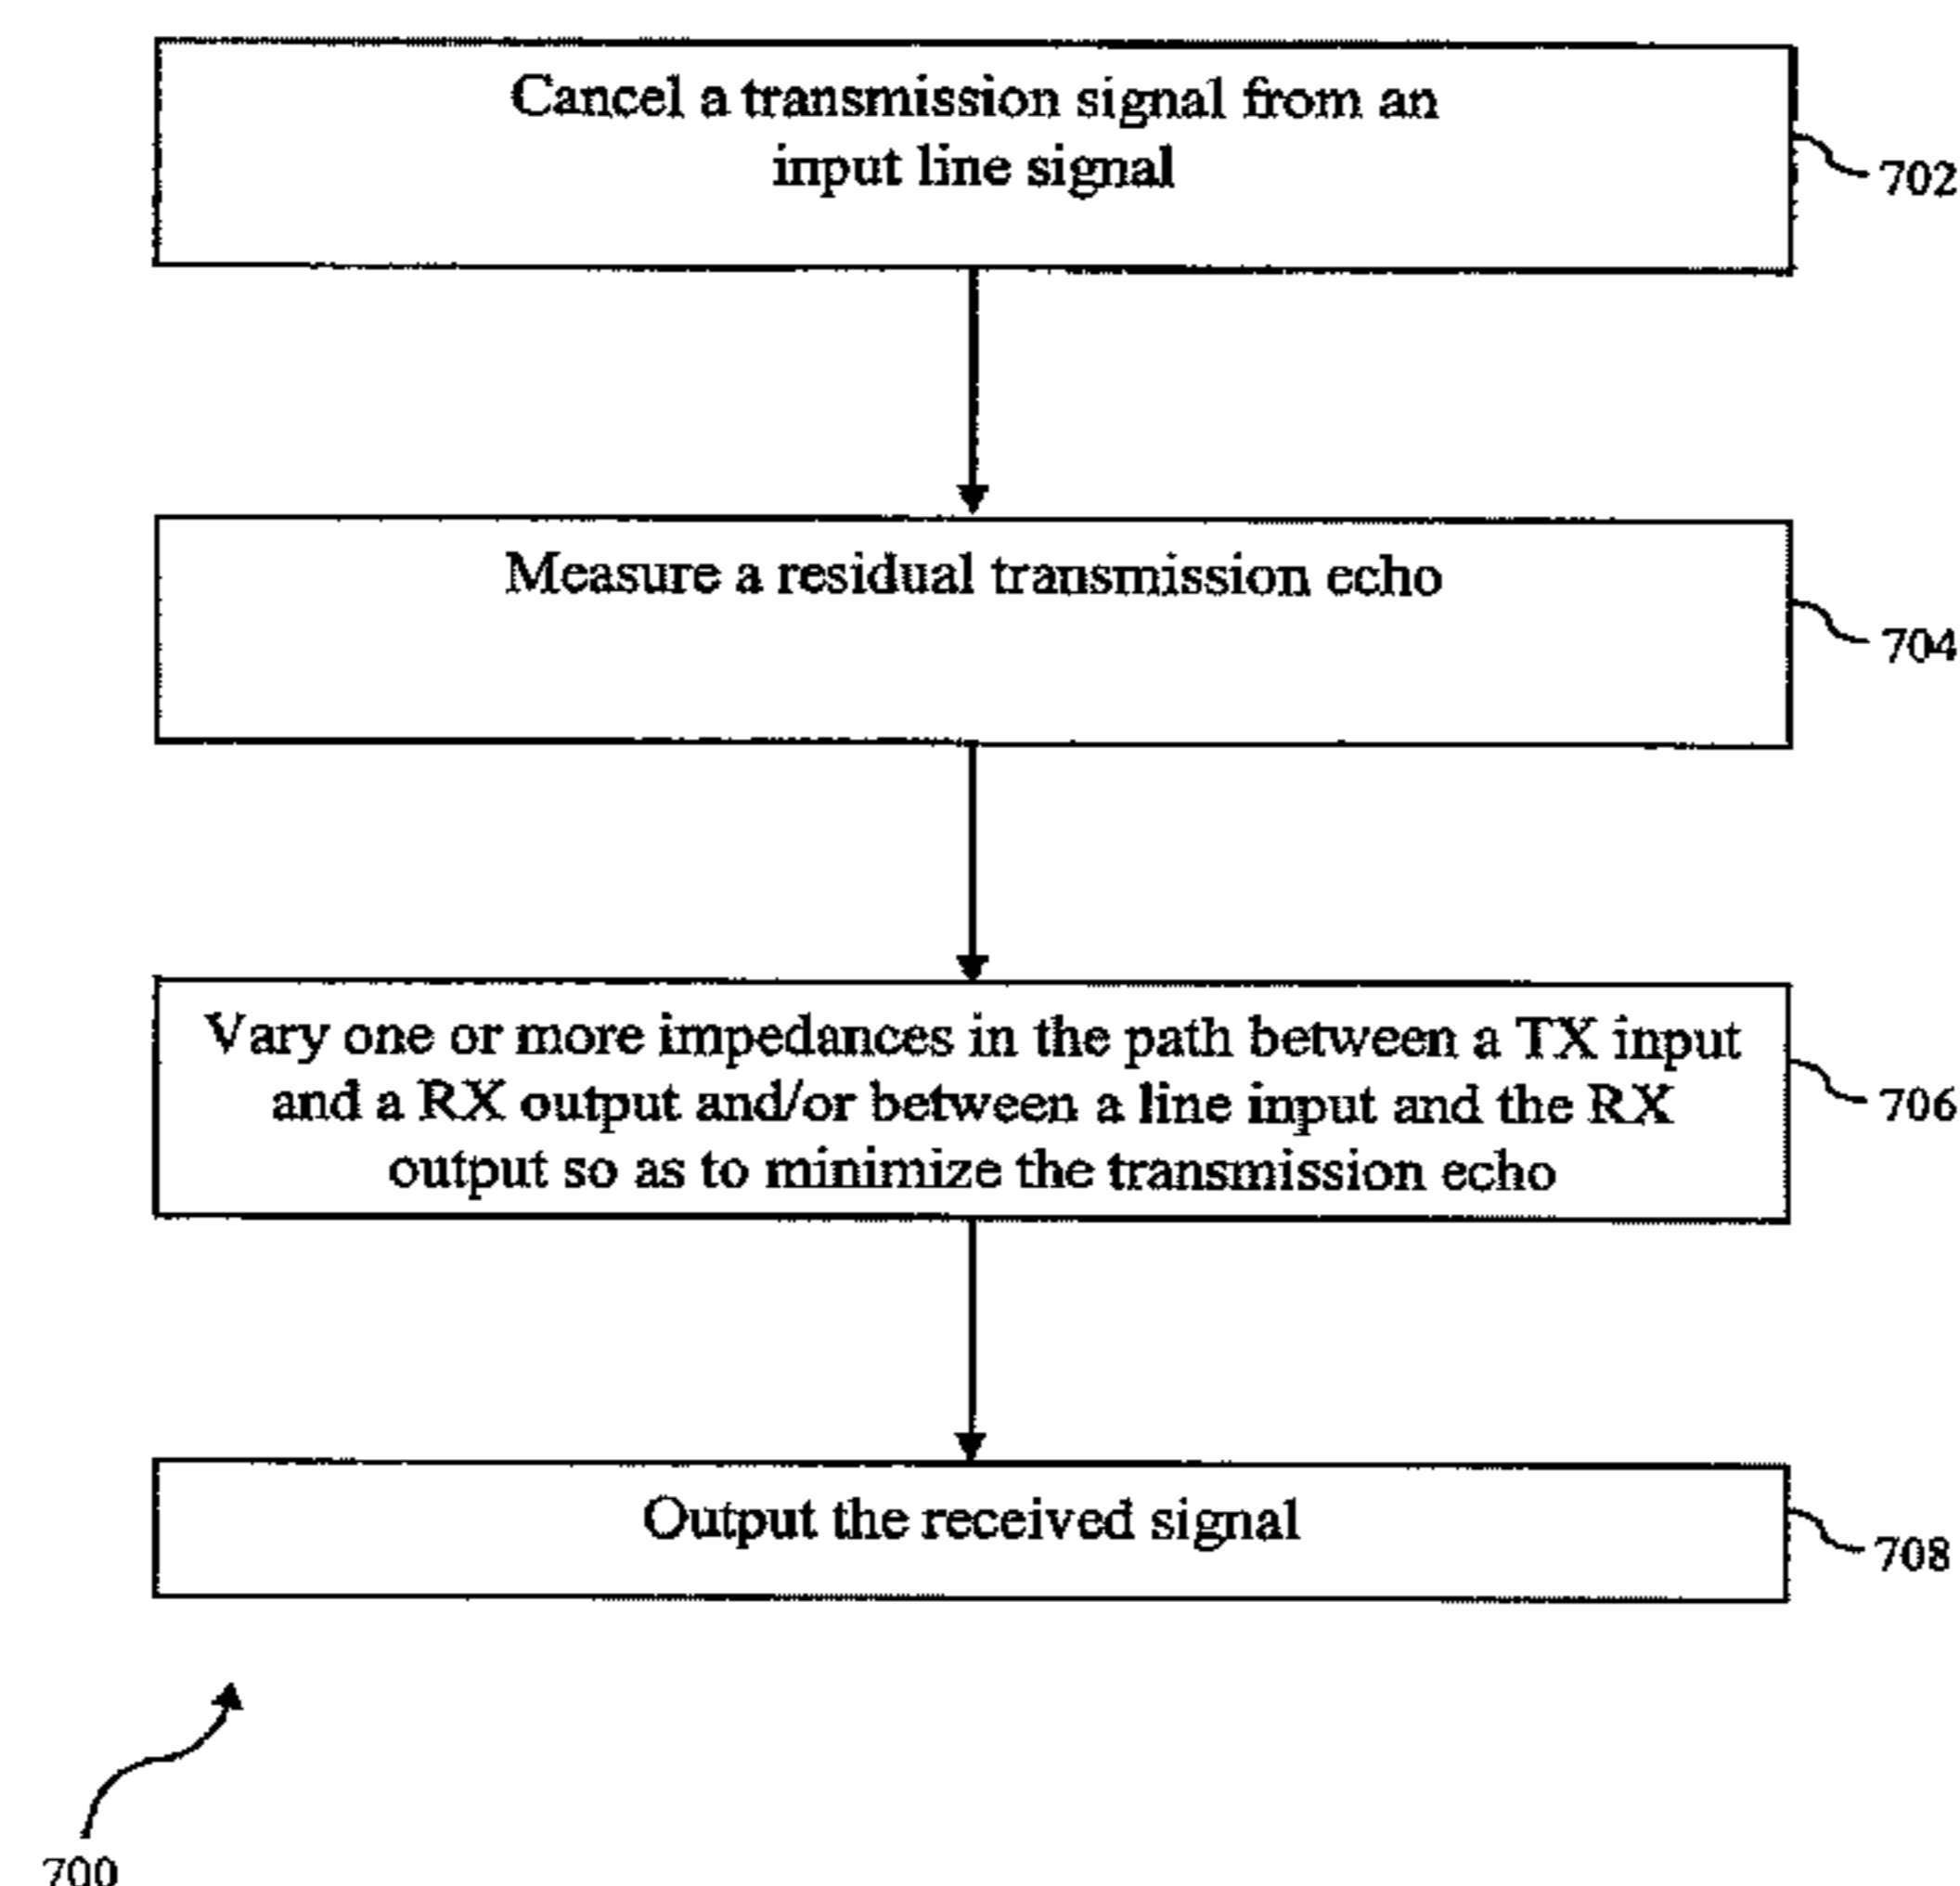 Cancel a transmission signal from an
input line signal
702
Measure a residual transmission echo
704
Vary one or more impedances in the path between a TX input
and a RX output and/or between a line input and the RX
output so as to minimize the transmission echo
706
Output the received signal
708
700